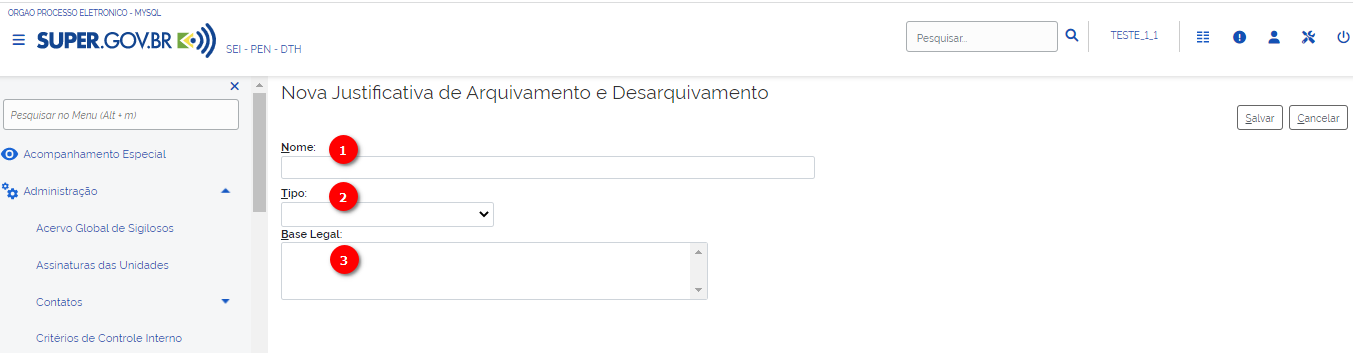 ORGAO PROCESSO ELETRONICO - MYSQL
SUPER.GOV.BR
SEI - PEN - DTH
Pesquisar...
TESTE_1_1
Pesquisar no Menu (Alt + m)
Acompanhamento Especial
Administração
Acervo Global de Sigilosos
Assinaturas das Unidades
Contatos
Critérios de Controle Interno
Nova Justificativa de Arquivamento e Desarquivamento
Salvar Cancelar
Nome: 1
Tipo: 2
Base Legal:
3